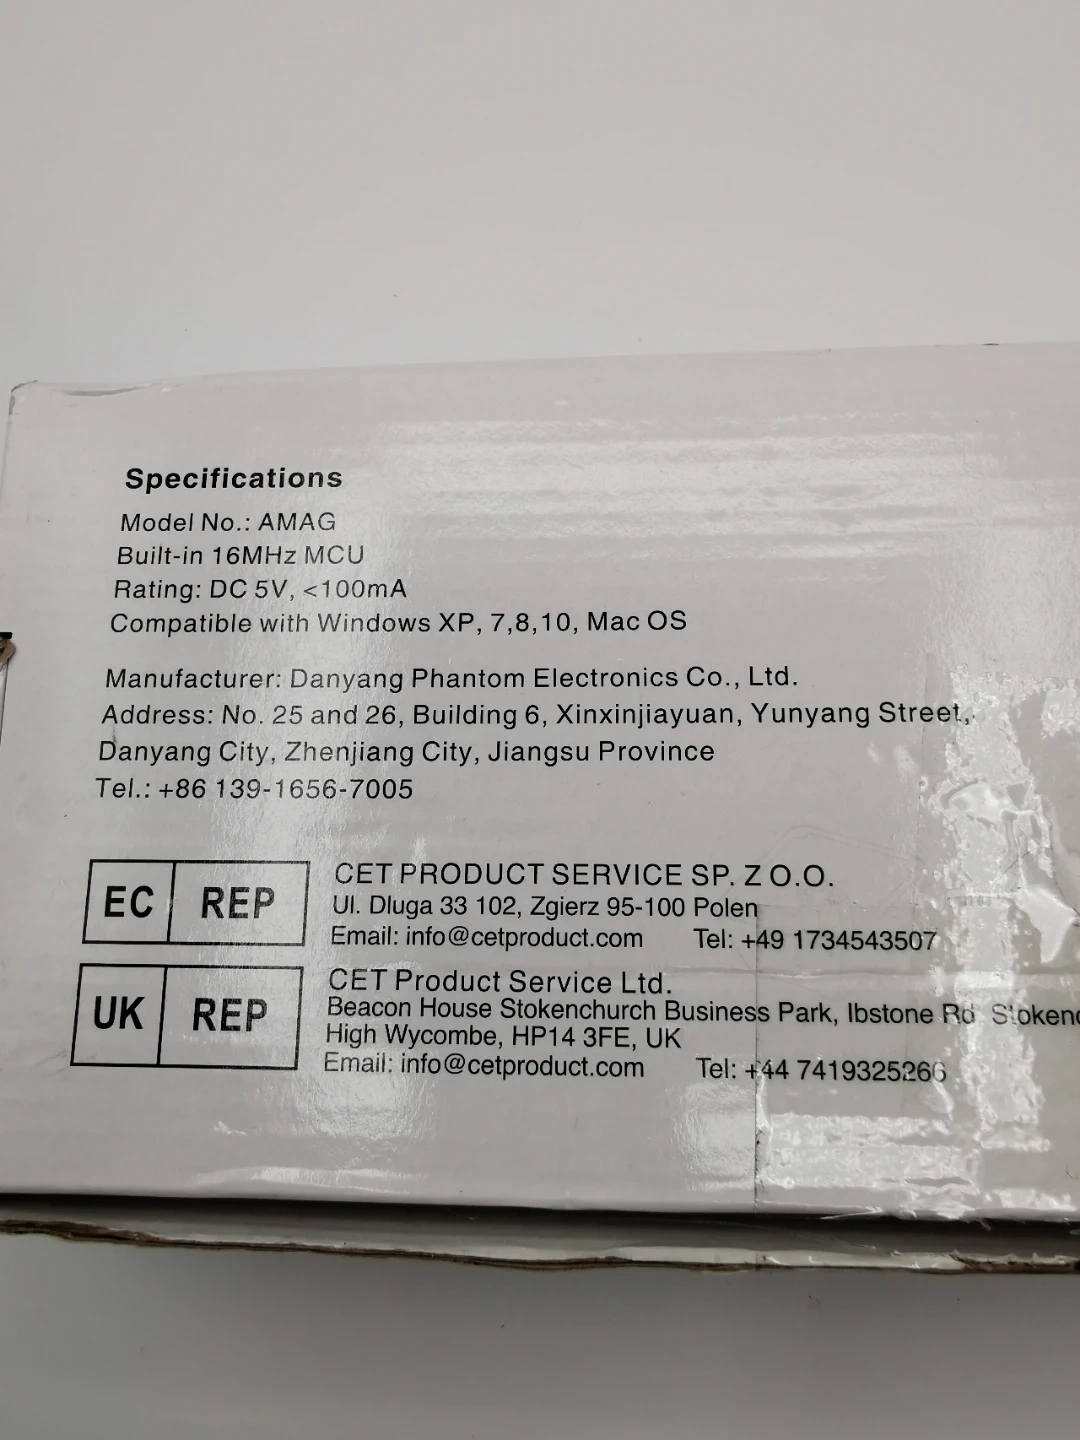 Specifications
Model No.: AMAG
Built-in 16MHz MCU
Rating: DC 5V, <100mA
Compatible with Windows XP, 7,8,10, Mac OS
Manufacturer: Danyang Phantom Electronics Co., Ltd.
Address: No. 25 and 26, Building 6, Xinxinjiayuan, Yunyang Street,
Danyang City, Zhenjiang City, Jiangsu Province
Tel.: +86 139-1656-7005
EC REP
CET PRODUCT SERVICE SP. Z O.O.
Ul. Dluga 33 102, Zgierz 95-100 Polen
Email: info@cetproduct.com Tel: +49 1734543507
UK REP
CET Product Service Ltd.
Beacon House Stokenchurch Business Park, Ibstone Rd
High Wycombe, HP14 3FE, UK
Email: info@cetproduct.com Tel: +44 7419325266